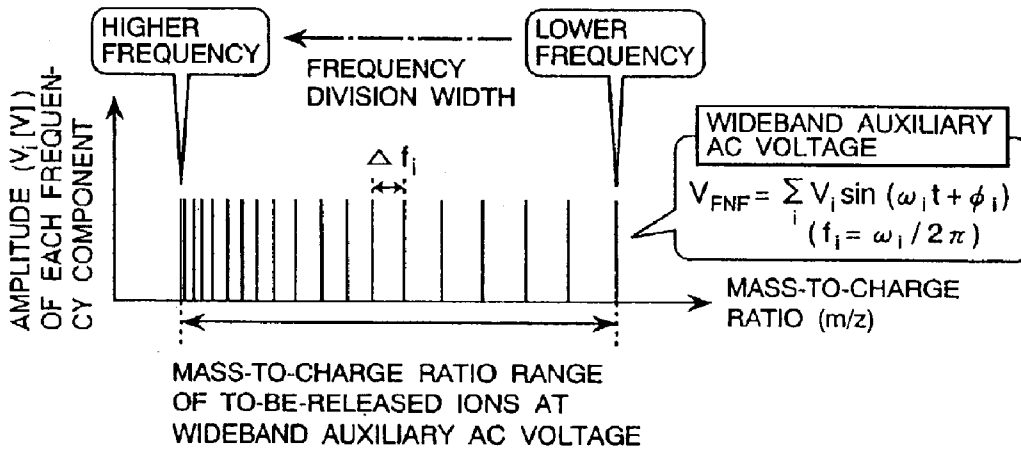 HIGHER
FREQUENCY
LOWER
FREQUENCY
FREQUENCY
DIVISION WIDTH
AMPLITUDE (Vi [V])
OF EACH FREQUEN-
CY COMPONENT
Δ fi
WIDEBAND AUXILIARY
AC VOLTAGE
VFNF = Σ Vi sin (ωi t + φi)
i
(fi = ωi / 2π)
MASS-TO-CHARGE
RATIO (m/z)
MASS-TO-CHARGE RATIO RANGE
OF TO-BE-RELEASED IONS AT
WIDEBAND AUXILIARY AC VOLTAGE